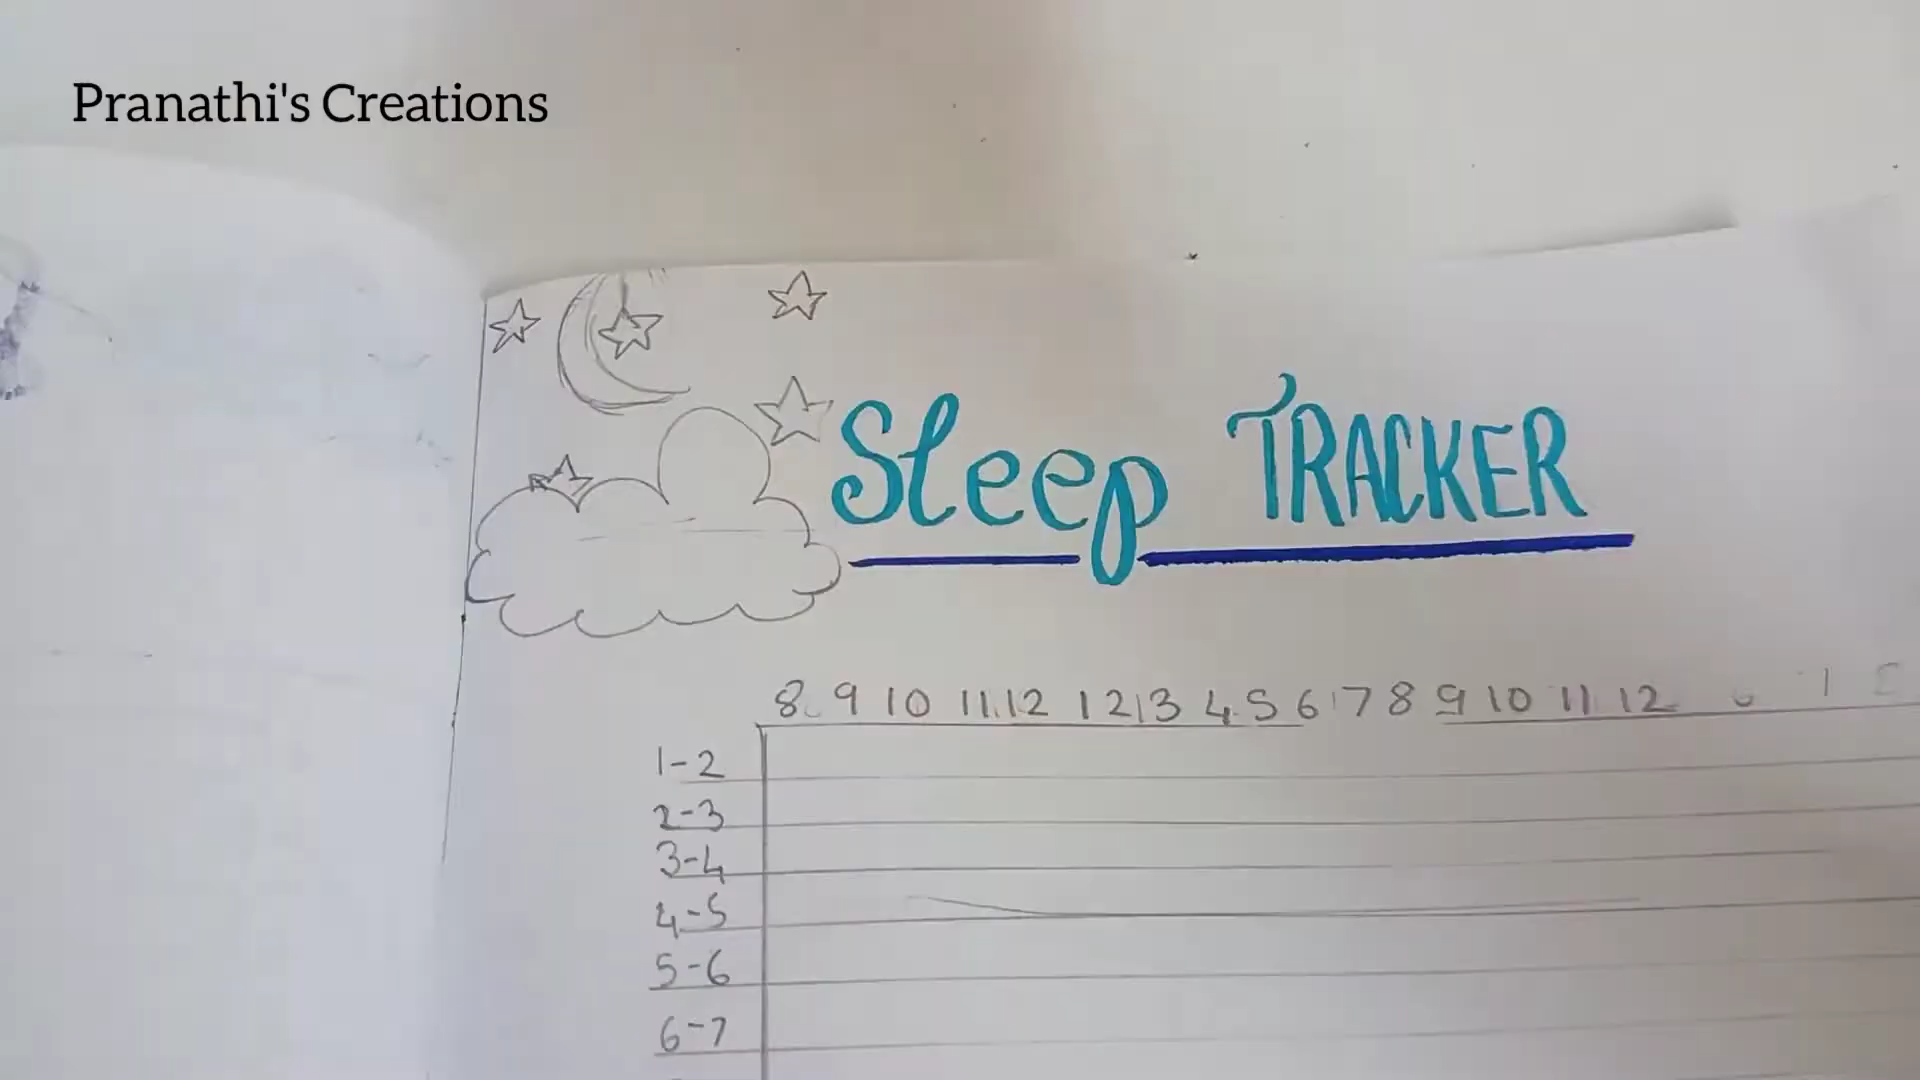 Pranathi's Creations
Sleep TRACKER
8 9 10 11 12 1 2 3 4 5 6 7 8 9 10 11 12
1-2
2-3
3-4
4-5
5-6
6-7